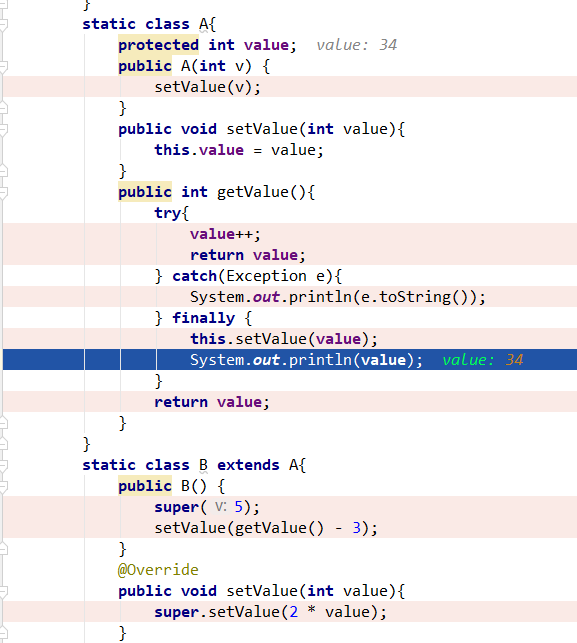 }
static class A{
protected int value;  value: 34
public A(int v) {
setValue(v);
}
public void setValue(int value){
this.value = value;
}
public int getValue(){
try{
value++;
return value;
} catch(Exception e){
System.out.println(e.toString());
} finally {
this.setValue(value);
System.out.println(value);  value: 34
}
return value;
}
}
static class B extends A{
public B() {
super( v: 5);
setValue(getValue() - 3);
}
@Override
public void setValue(int value){
super.setValue(2 * value);
}